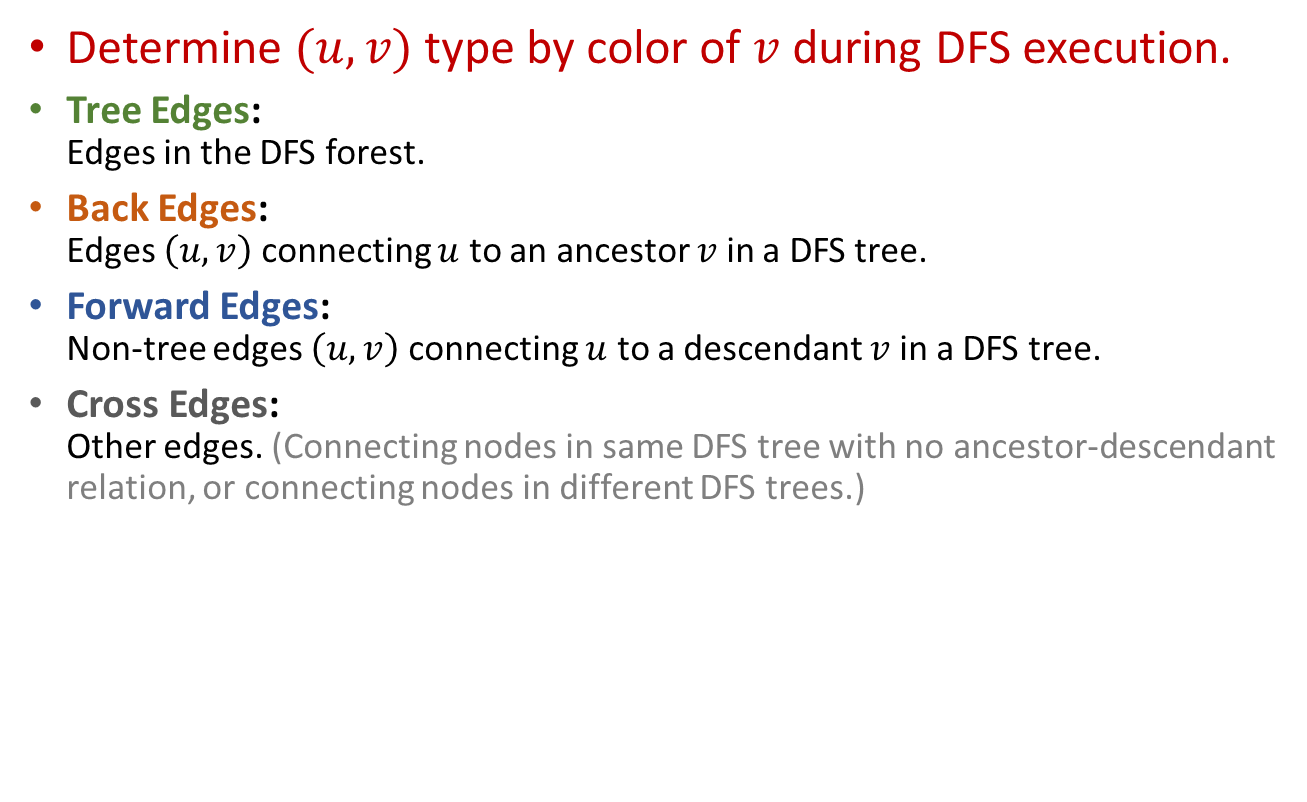 • Determine (u, v) type by color of v during DFS execution.
• Tree Edges:
Edges in the DFS forest.
• Back Edges:
Edges (u, v) connecting u to an ancestor v in a DFS tree.
• Forward Edges:
Non-tree edges (u, v) connecting u to a descendant v in a DFS tree.
• Cross Edges:
Other edges. (Connecting nodes in same DFS tree with no ancestor-descendant
relation, or connecting nodes in different DFS trees.)